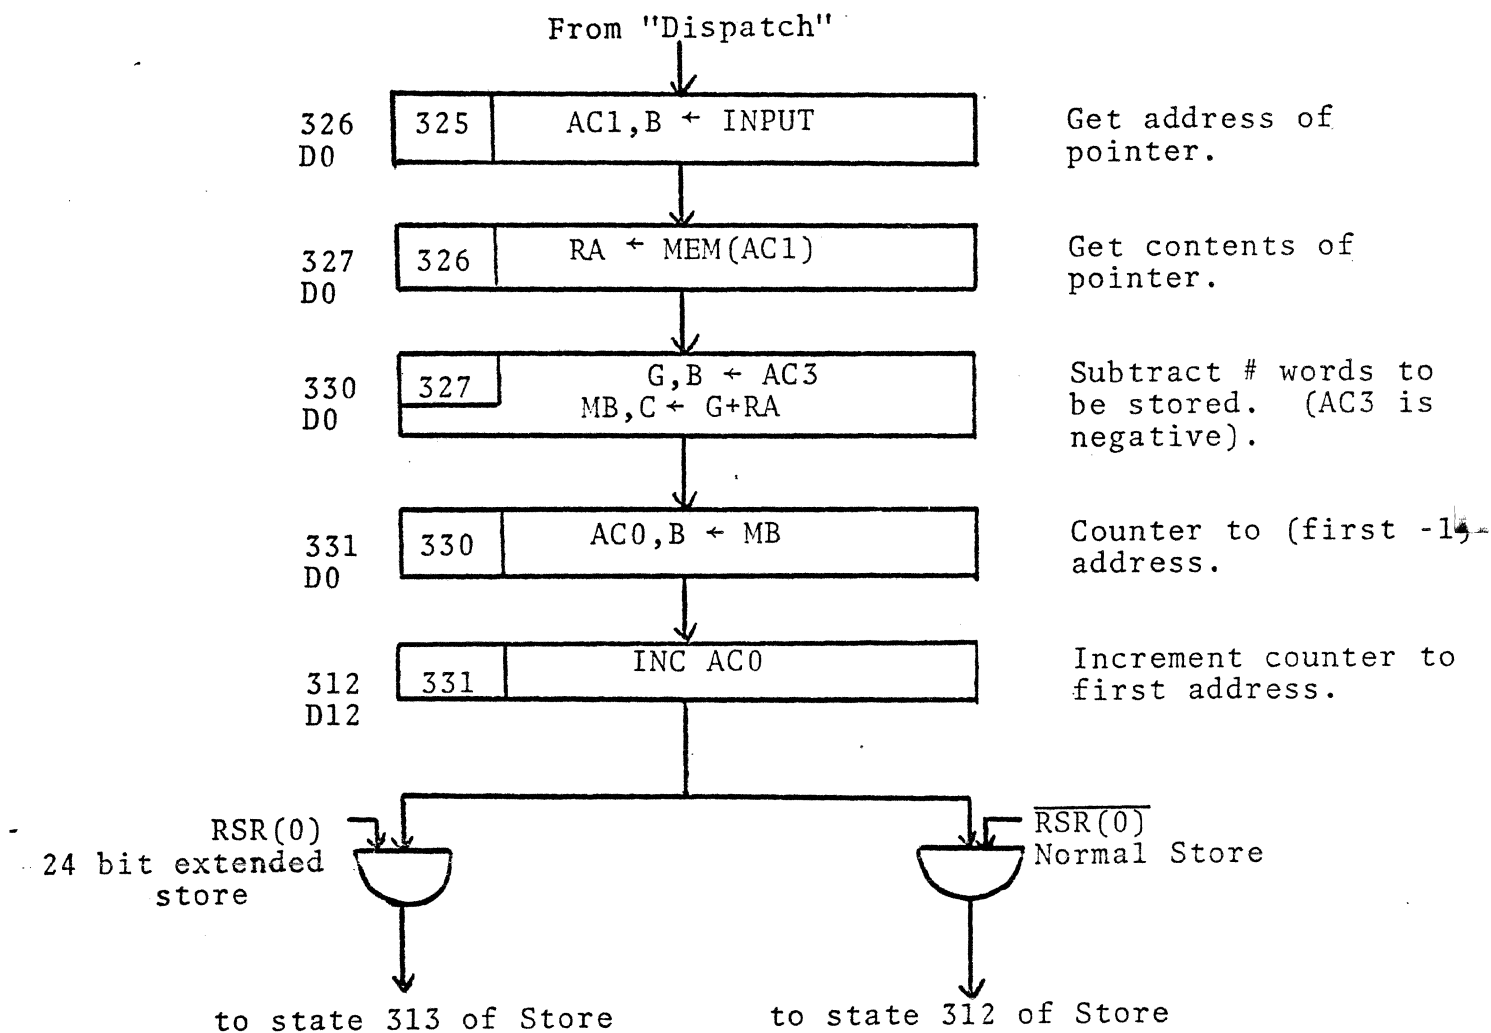 From "Dispatch"
326
D0
325
AC1,B ← INPUT
Get address of
pointer.
327
D0
326
RA ← MEM(AC1)
Get contents of
pointer.
330
D0
327
G,B ← AC3
MB,C ← G+RA
Subtract # words to
be stored. (AC3 is
negative).
331
D0
330
AC0,B ← MB
Counter to (first -1)
address.
312
D12
331
INC AC0
Increment counter to
first address.
RSR(0)
24 bit extended
store
R̅S̅R̅(̅0̅)̅
Normal Store
to state 313 of Store
to state 312 of Store